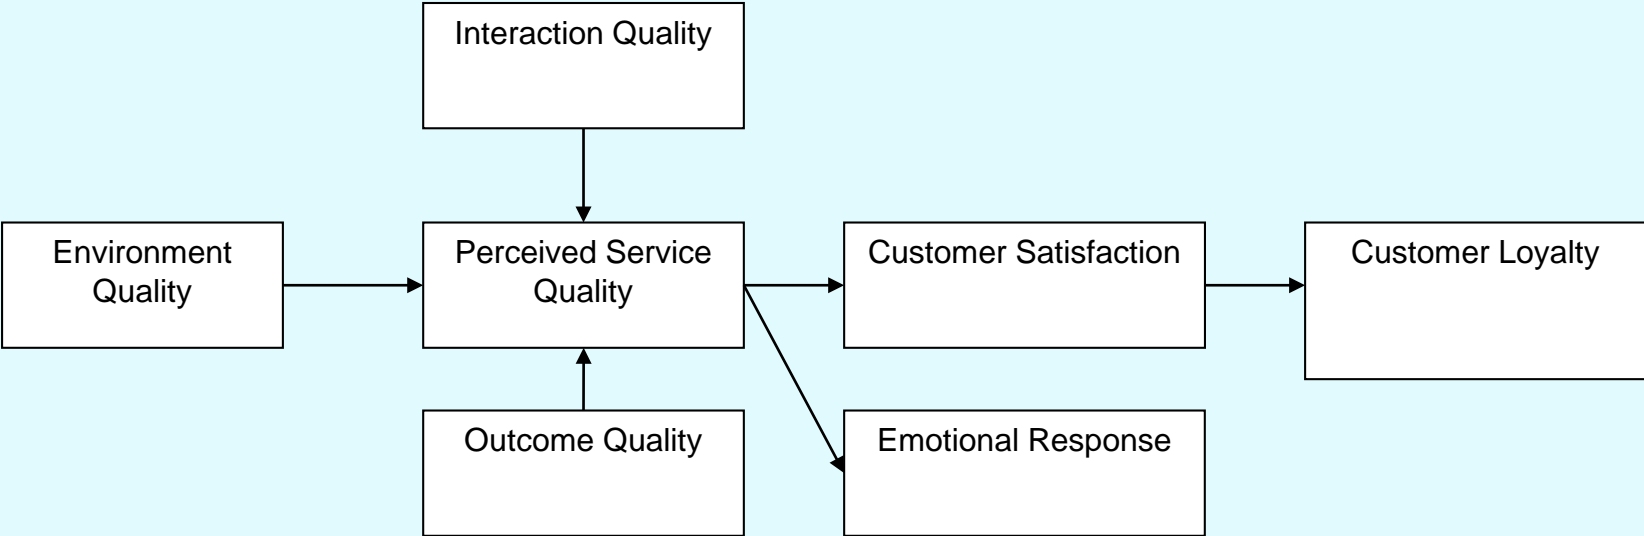 Interaction Quality
Environment
Quality
Perceived Service
Quality
Customer Satisfaction
Customer Loyalty
Outcome Quality
Emotional Response